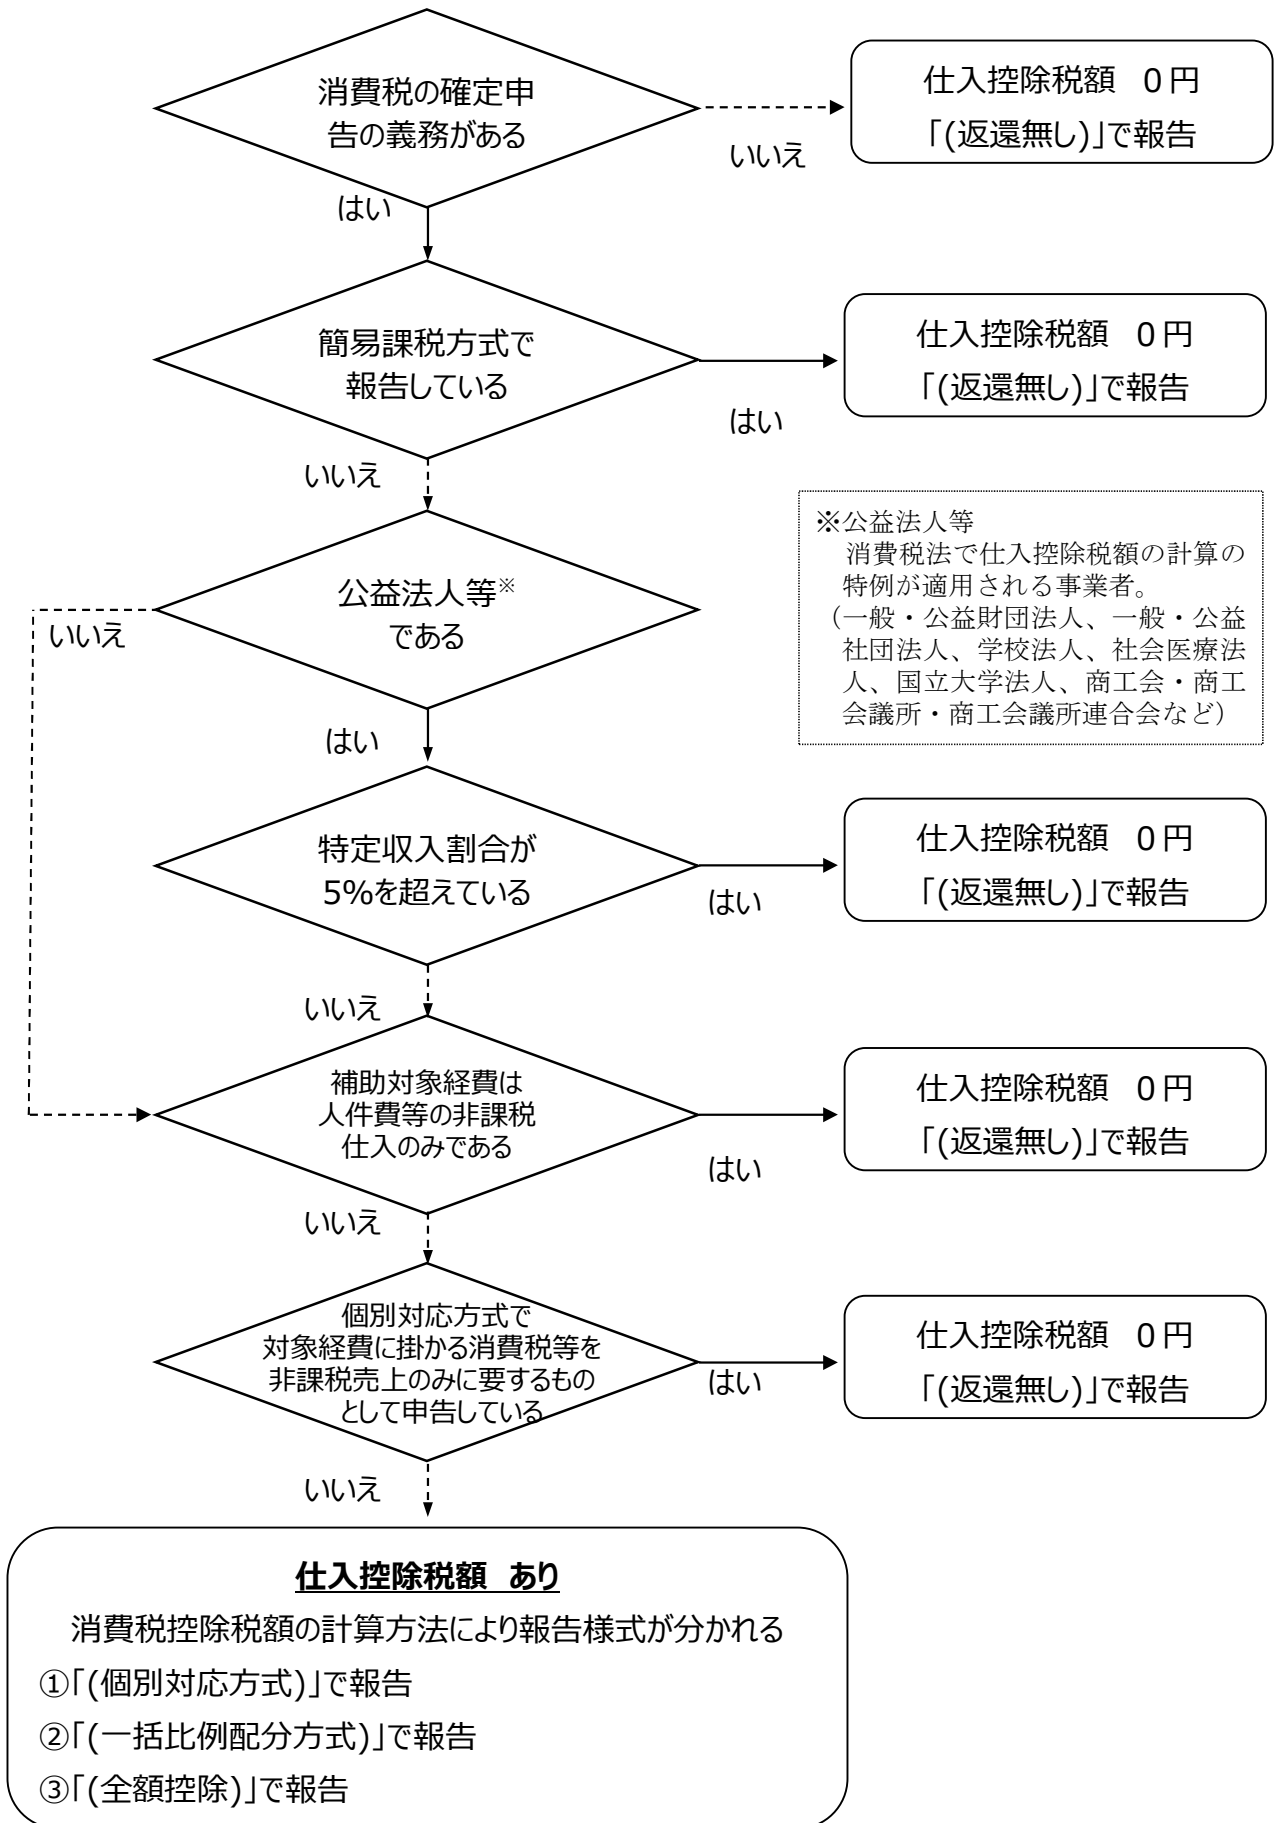 消費税の確定申
告の義務がある
いいえ
仕入控除税額　0円
「(返還無し)」で報告
はい
簡易課税方式で
報告している
はい
仕入控除税額　0円
「(返還無し)」で報告
いいえ
※公益法人等
消費税法で仕入控除税額の計算の
特例が適用される事業者。
（一般・公益財団法人、一般・公益
社団法人、学校法人、社会医療法
人、国立大学法人、商工会・商工
会議所・商工会議所連合会など）
公益法人等※
である
いいえ
はい
特定収入割合が
5%を超えている
はい
仕入控除税額　0円
「(返還無し)」で報告
いいえ
補助対象経費は
人件費等の非課税
仕入のみである
はい
仕入控除税額　0円
「(返還無し)」で報告
いいえ
個別対応方式で
対象経費に掛かる消費税等を
非課税売上のみに要するもの
として申告している
はい
仕入控除税額　0円
「(返還無し)」で報告
いいえ
仕入控除税額　あり
消費税控除税額の計算方法により報告様式が分かれる
①「(個別対応方式)」で報告
②「(一括比例配分方式)」で報告
③「(全額控除)」で報告